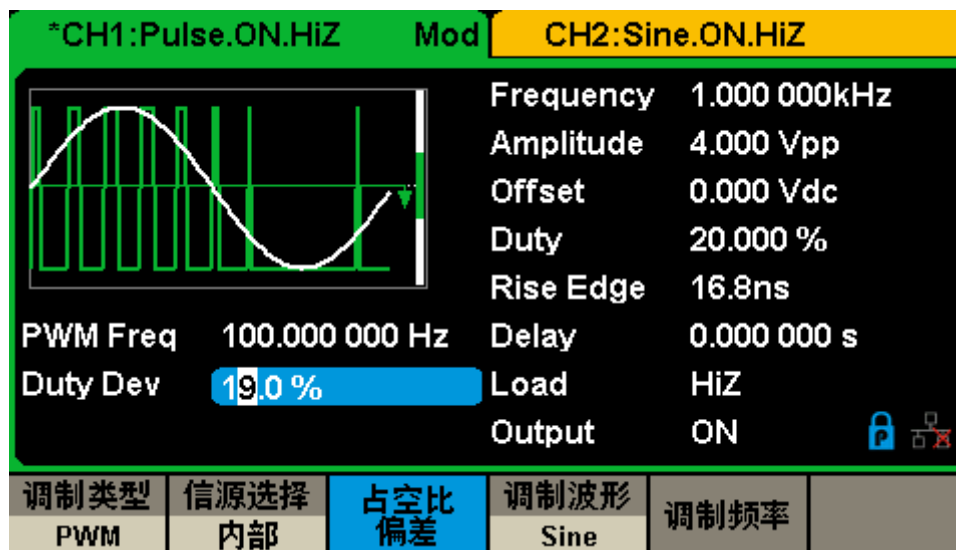 *CH1:Pulse.ON.HiZ Mod CH2:Sine.ON.HiZ
Frequency 1.000 000kHz
Amplitude 4.000 Vpp
Offset 0.000 Vdc
Duty 20.000 %
Rise Edge 16.8ns
PWM Freq 100.000 000 Hz
Delay 0.000 000 s
Duty Dev 19.0 %
Load HiZ
Output ON
P
调制类型
PWM
信源选择
内部
占空比
偏差
调制波形
Sine
调制频率